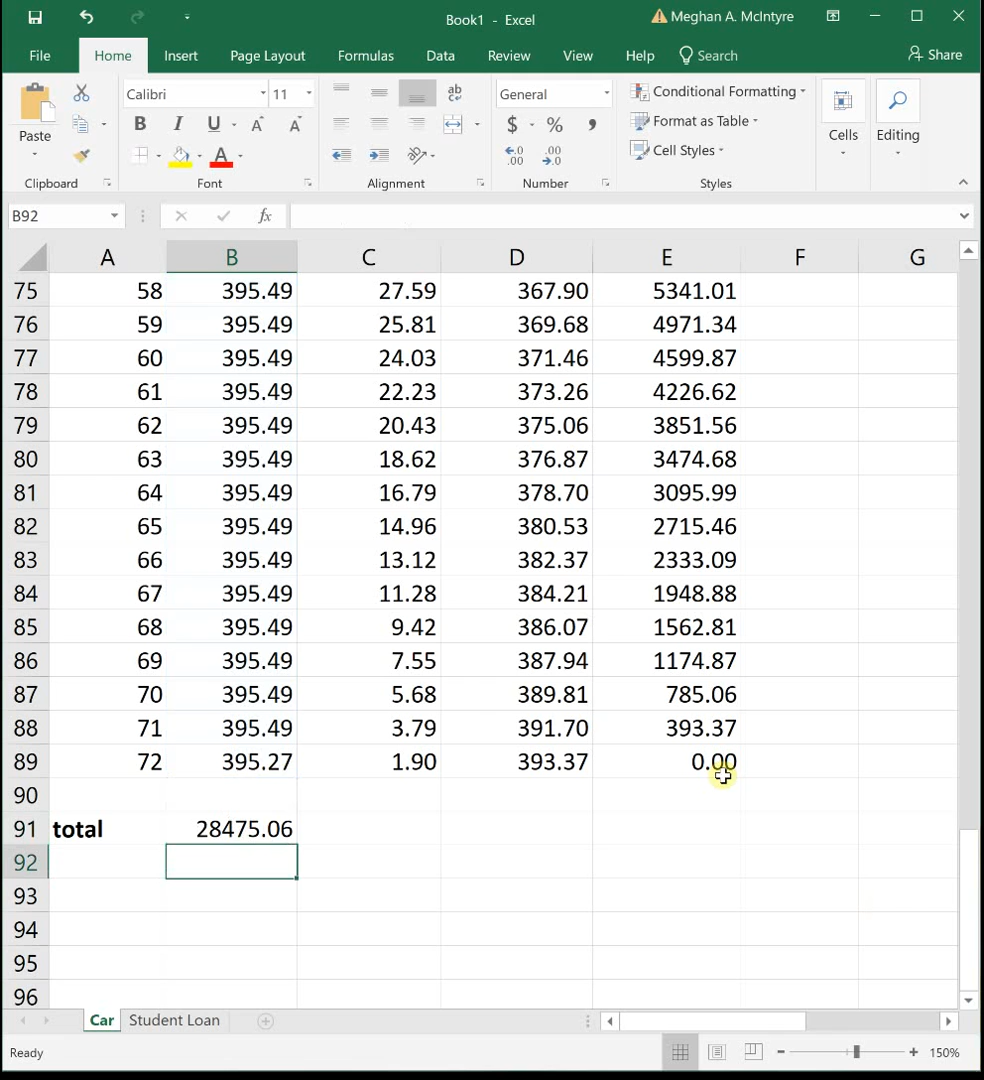 Book1 - Excel
Meghan A. McIntyre
File Home Insert Page Layout Formulas Data Review View Help Search Share
Paste
Calibri 11
B I U A A A
ab c
General
$ % ,
Conditional Formatting
Format as Table
Cell Styles
Cells
Editing
Clipboard Font Alignment Number Styles
B92 fx
A B C D E F G
75 58 395.49 27.59 367.90 5341.01
76 59 395.49 25.81 369.68 4971.34
77 60 395.49 24.03 371.46 4599.87
78 61 395.49 22.23 373.26 4226.62
79 62 395.49 20.43 375.06 3851.56
80 63 395.49 18.62 376.87 3474.68
81 64 395.49 16.79 378.70 3095.99
82 65 395.49 14.96 380.53 2715.46
83 66 395.49 13.12 382.37 2333.09
84 67 395.49 11.28 384.21 1948.88
85 68 395.49 9.42 386.07 1562.81
86 69 395.49 7.55 387.94 1174.87
87 70 395.49 5.68 389.81 785.06
88 71 395.49 3.79 391.70 393.37
89 72 395.27 1.90 393.37 0.00
90
91 total 28475.06
92
93
94
95
96
Car Student Loan
Ready 150%